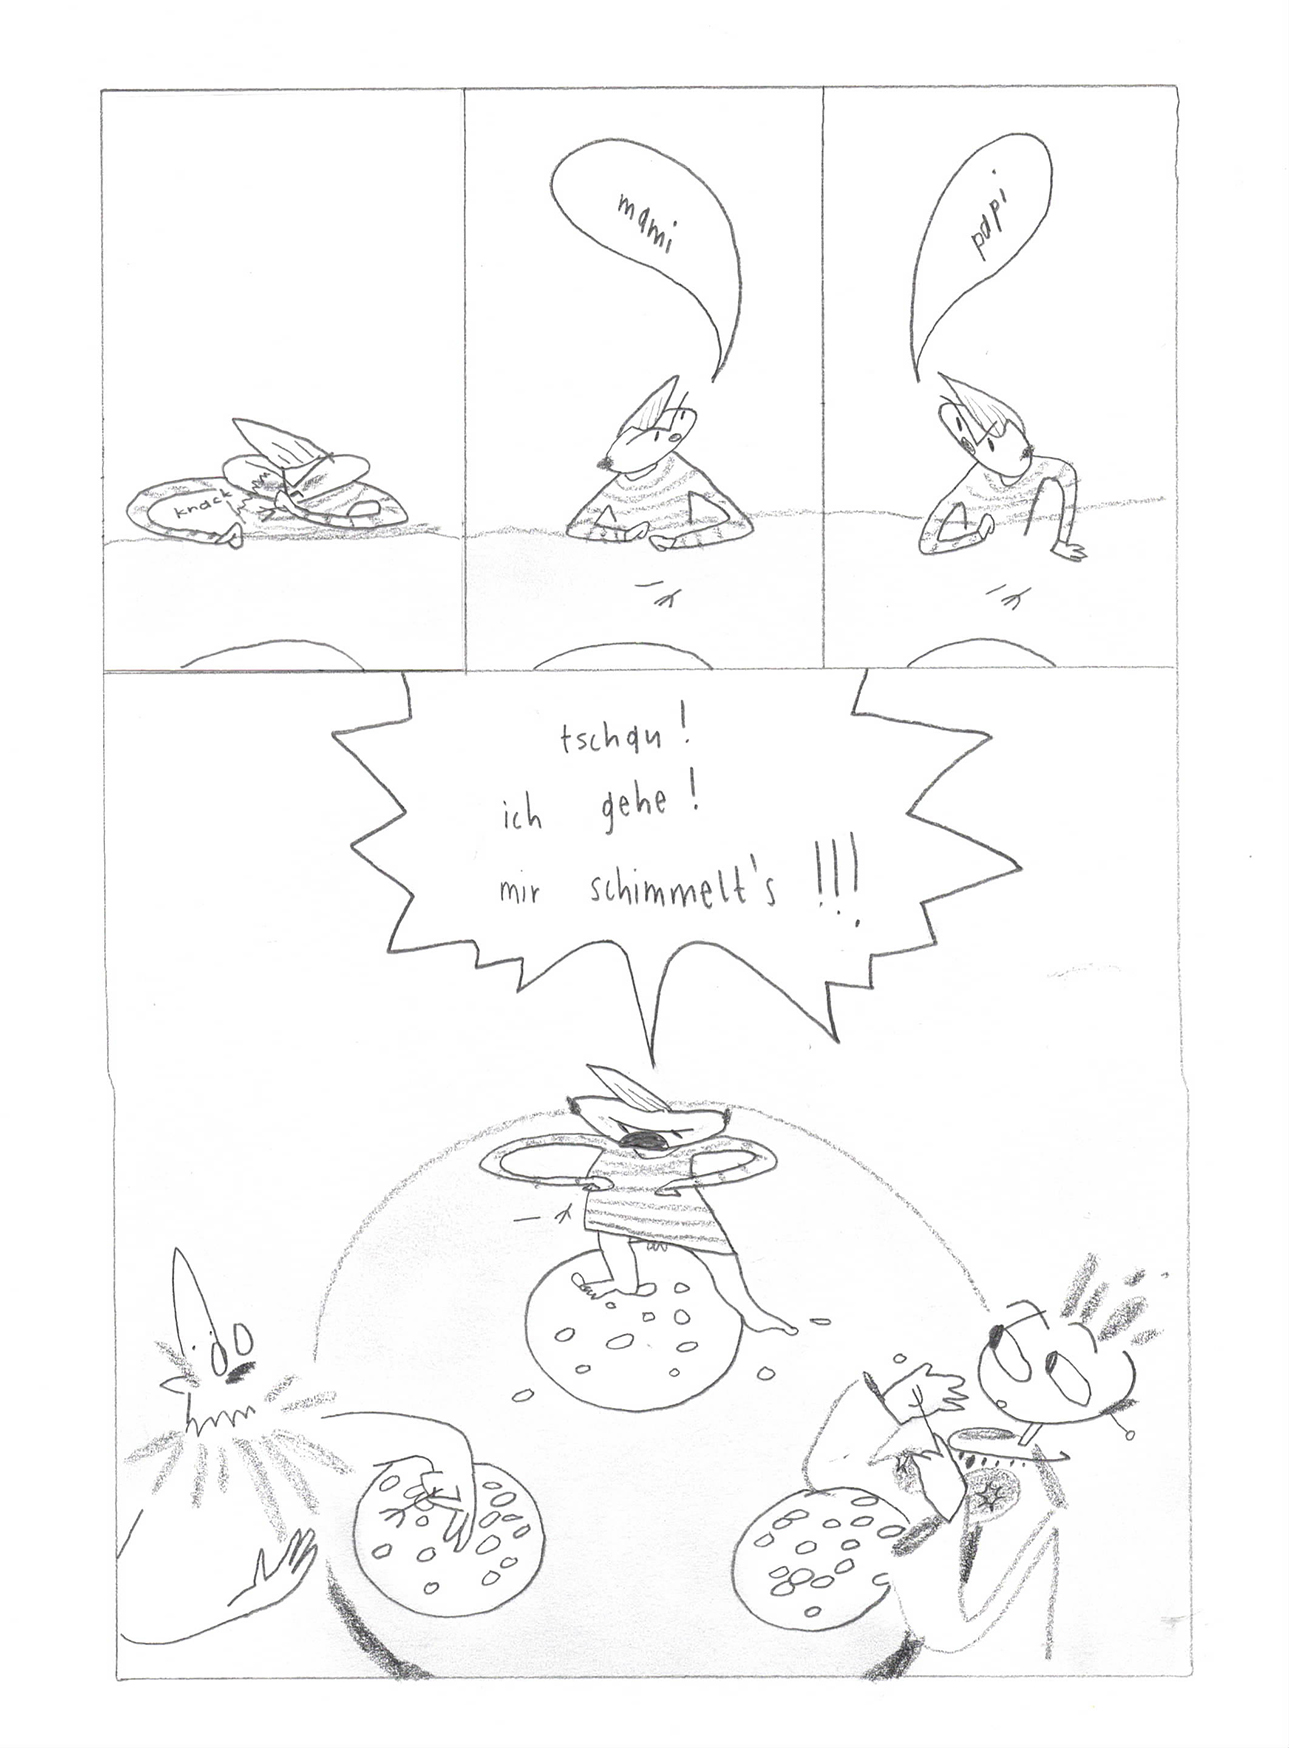 knack
mami
papi
tschau!
ich gehe!
mir schimmelt's !!!